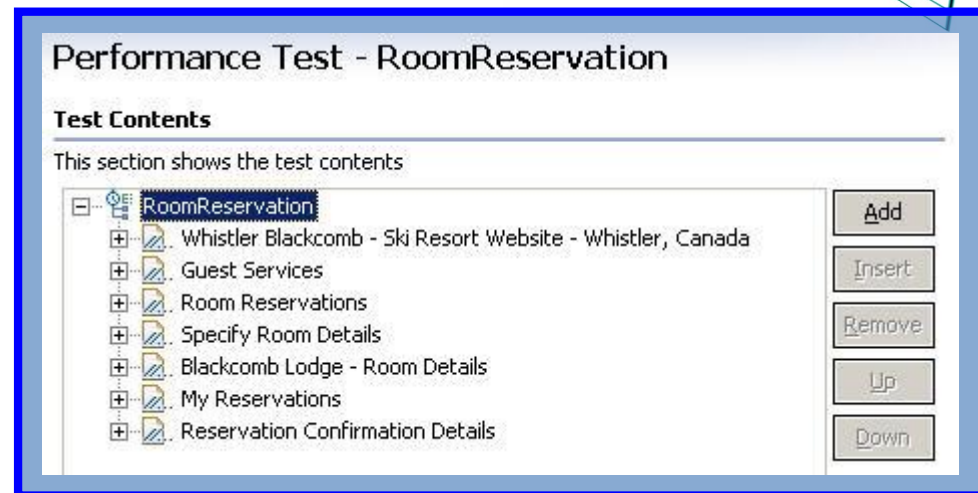 Performance Test - RoomReservation
Test Contents
This section shows the test contents
RoomReservation
Whistler Blackcomb - Ski Resort Website - Whistler, Canada
Guest Services
Room Reservations
Specify Room Details
Blackcomb Lodge - Room Details
My Reservations
Reservation Confirmation Details
Add
Insert
Remove
Up
Down